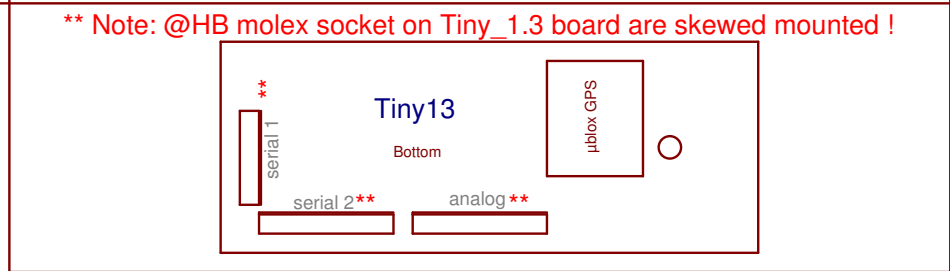 ** Note: @HB molex socket on Tiny_1.3 board are skewed mounted !
**
Tiny13
µblox GPS
serial 1
Bottom
serial 2**
analog **